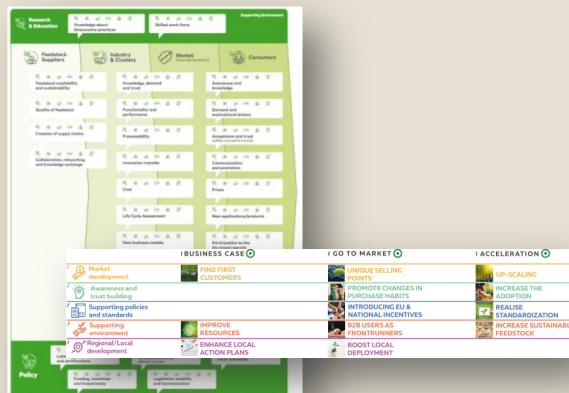 Research
& Education
Knowledge about
bioeconomy practices
Skilled work force
Supporting Environment
Feedstock
Suppliers
Industry
& Clusters
Market
Consumers
Feedstock availability
and sustainability
Knowledge, demand
and trust
Awareness and
knowledge
Quality of feedstock
Functionality and
performance
Demand and
motivational drivers
Creation of supply chains
Processability
Acceptance and trust
Collaboration, networking
and knowledge exchange
Innovation transfer
Communication
and promotion
Cost
Prices
Life Cycle Assessment
New applications/products
New business models
Participation to the
BUSINESS CASE
GO TO MARKET
ACCELERATION
Market
development
FIND FIRST
CUSTOMERS
UNIQUE SELLING
POINTS
UP-SCALING
Awareness and
trust building
PROMOTE CHANGES IN
PURCHASE HABITS
INCREASE THE
ADOPTION
Supporting policies
and standards
INTRODUCING EU &
NATIONAL INCENTIVES
REALISE
STANDARDIZATION
Supporting
environment
IMPROVE
RESOURCES
B2B USERS AS
FRONTRUNNERS
INCREASE SUSTAINABLE
FEEDSTOCK
Regional/Local
development
ENHANCE LOCAL
ACTION PLANS
BOOST LOCAL
DEPLOYMENT
Policy
and certifications
Funding, incentives
and investments
Legislation stability
and harmonization